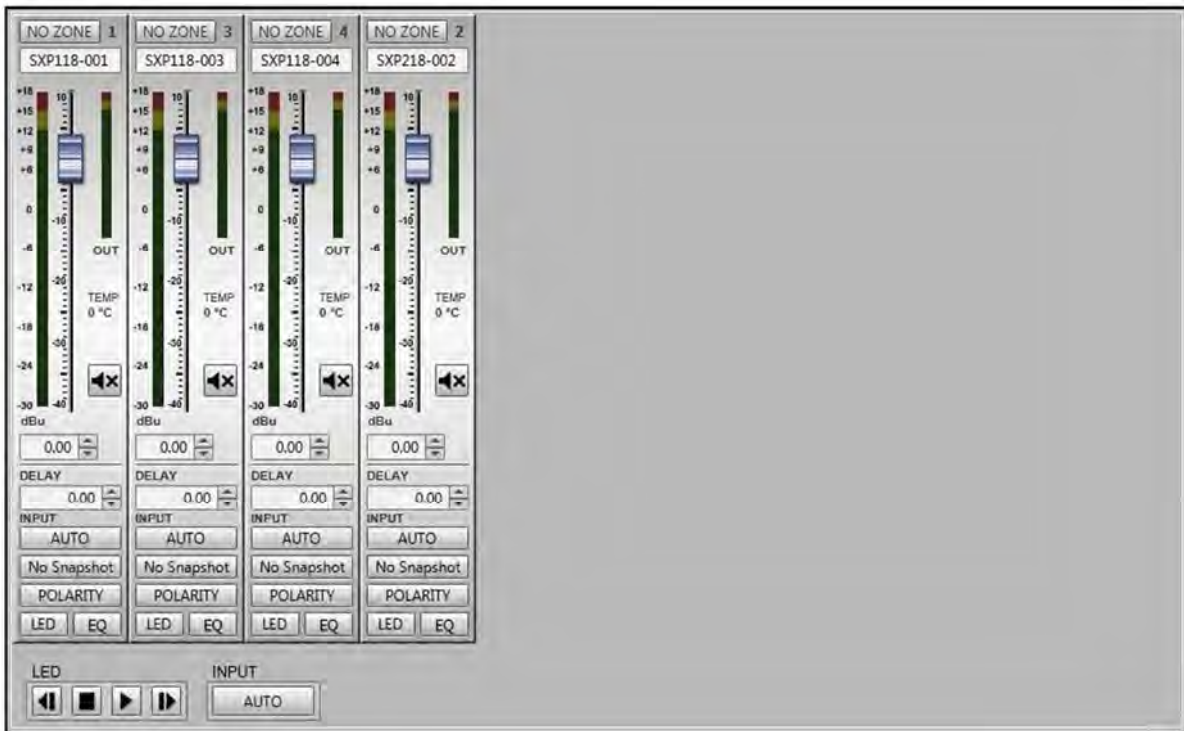 NO ZONE 1 NO ZONE 3 NO ZONE 4 NO ZONE 2
SXP118-001 SXP118-003 SXP118-004 SXP218-002
+18 10 +18 10 +18 10 +18 10
+15 +15 +15 +15
+12 +12 +12 +12
+9 +9 +9 +9
+6 +6 +6 +6
0 0 0 0
-10 -10 -10 -10
-6 OUT -6 OUT -6 OUT -6 OUT
-20 -20 -20 -20
-12 TEMP -12 TEMP -12 TEMP -12 TEMP
0 °C 0 °C 0 °C 0 °C
-18 -18 -18 -18
-30 -30 -30 -30
-24 -24 -24 -24
-30 -40 -30 -40 -30 -40 -30 -40
dBu dBu dBu dBu
0.00 0.00 0.00 0.00
DELAY DELAY DELAY DELAY
0.00 0.00 0.00 0.00
INPUT INPUT INPUT INPUT
AUTO AUTO AUTO AUTO
No Snapshot No Snapshot No Snapshot No Snapshot
POLARITY POLARITY POLARITY POLARITY
LED EQ LED EQ LED EQ LED EQ
LED INPUT
AUTO